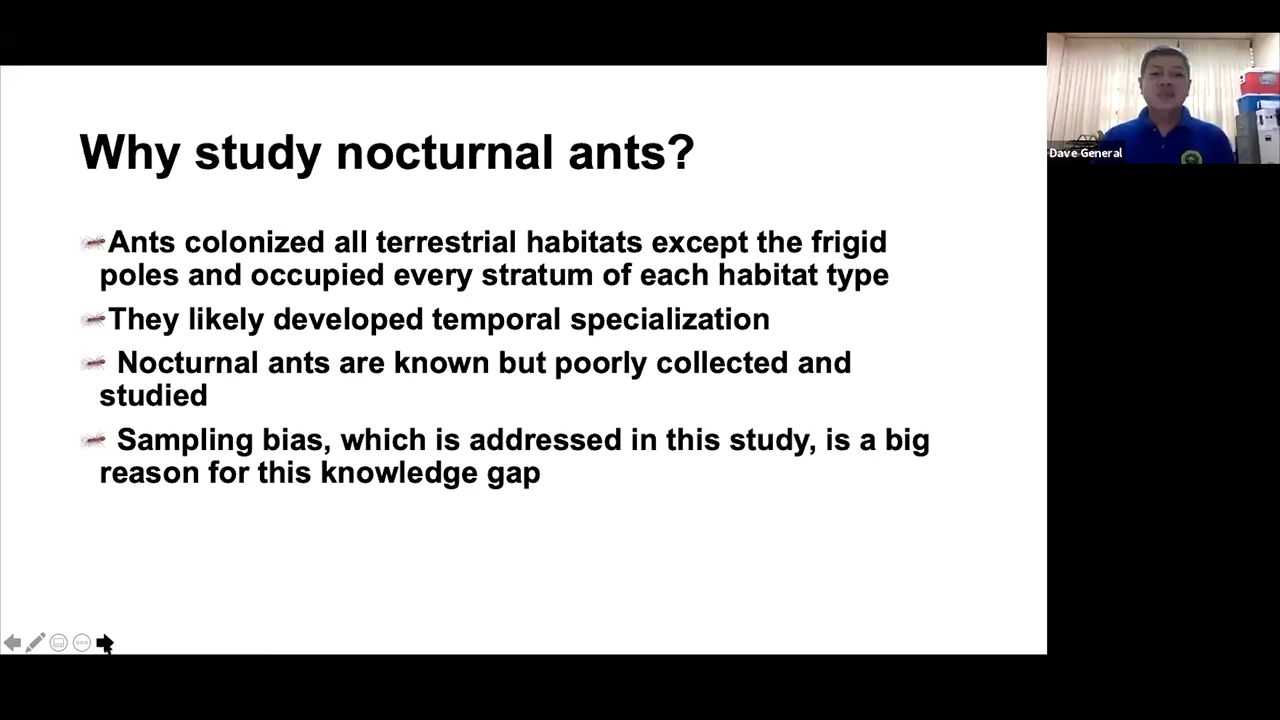 Why study nocturnal ants?
Ants colonized all terrestrial habitats except the frigid
poles and occupied every stratum of each habitat type
They likely developed temporal specialization
Nocturnal ants are known but poorly collected and
studied
Sampling bias, which is addressed in this study, is a big
reason for this knowledge gap
Dave General